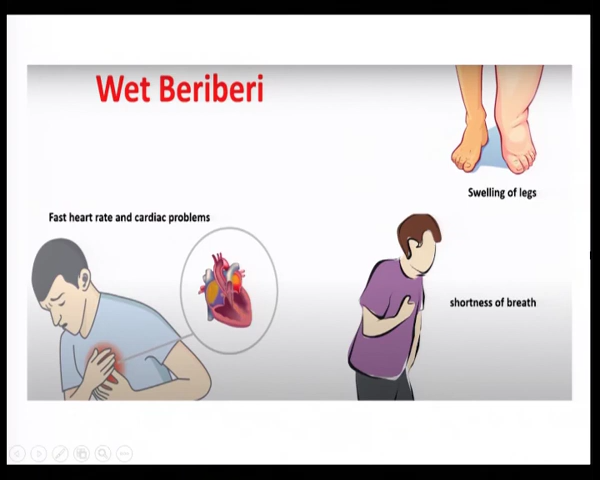 Wet Beriberi
Swelling of legs
Fast heart rate and cardiac problems
shortness of breath